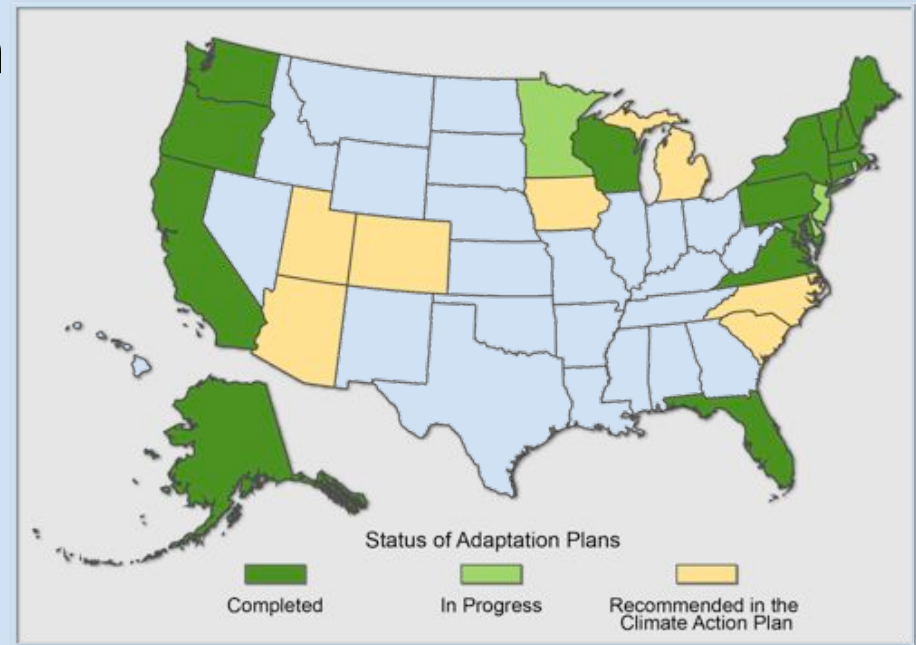 Status of Adaptation Plans
Completed
In Progress
Recommended in the
Climate Action Plan